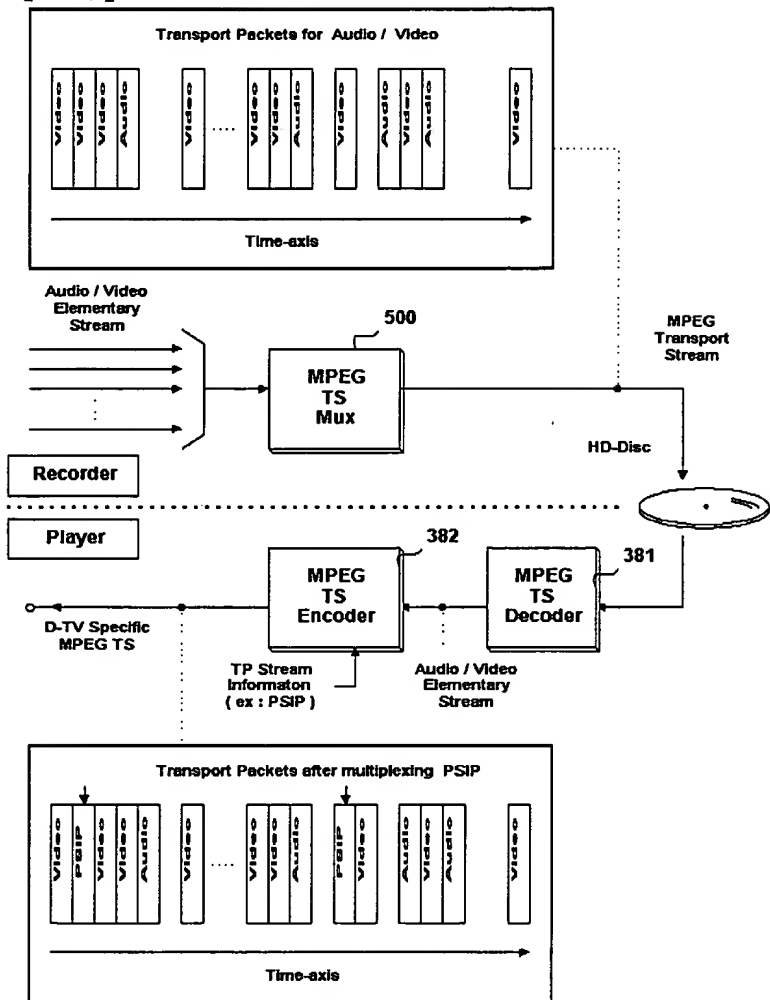 Transport Packets for Audio / Video
Video
Video
Video
Audio
Video
Video
Video
Audio
Video
Audio
Video
Audio
Video
Time-axis
Audio / Video
Elementary
Stream
500
MPEG
TS
Mux
MPEG
Transport
Stream
HD-Disc
Recorder
Player
382
MPEG
TS
Encoder
381
MPEG
TS
Decoder
D-TV Specific
MPEG TS
TP Stream
Informaton
( ex : PSIP )
Audio / Video
Elementary
Stream
Transport Packets after multiplexing PSIP
Video
PSIP
Video
Video
Audio
Video
Video
Video
Audio
PSIP
Video
Audio
Video
Audio
Video
Time-axis